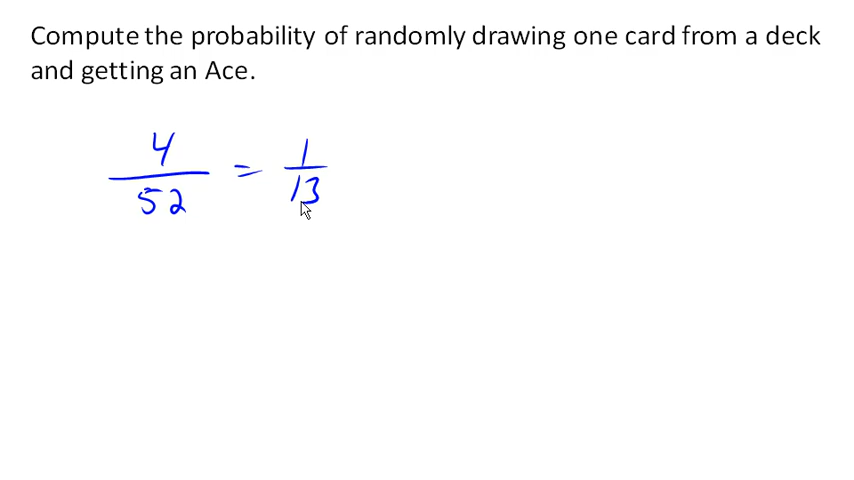 Compute the probability of randomly drawing one card from a deck
and getting an Ace.
4/52 = 1/13